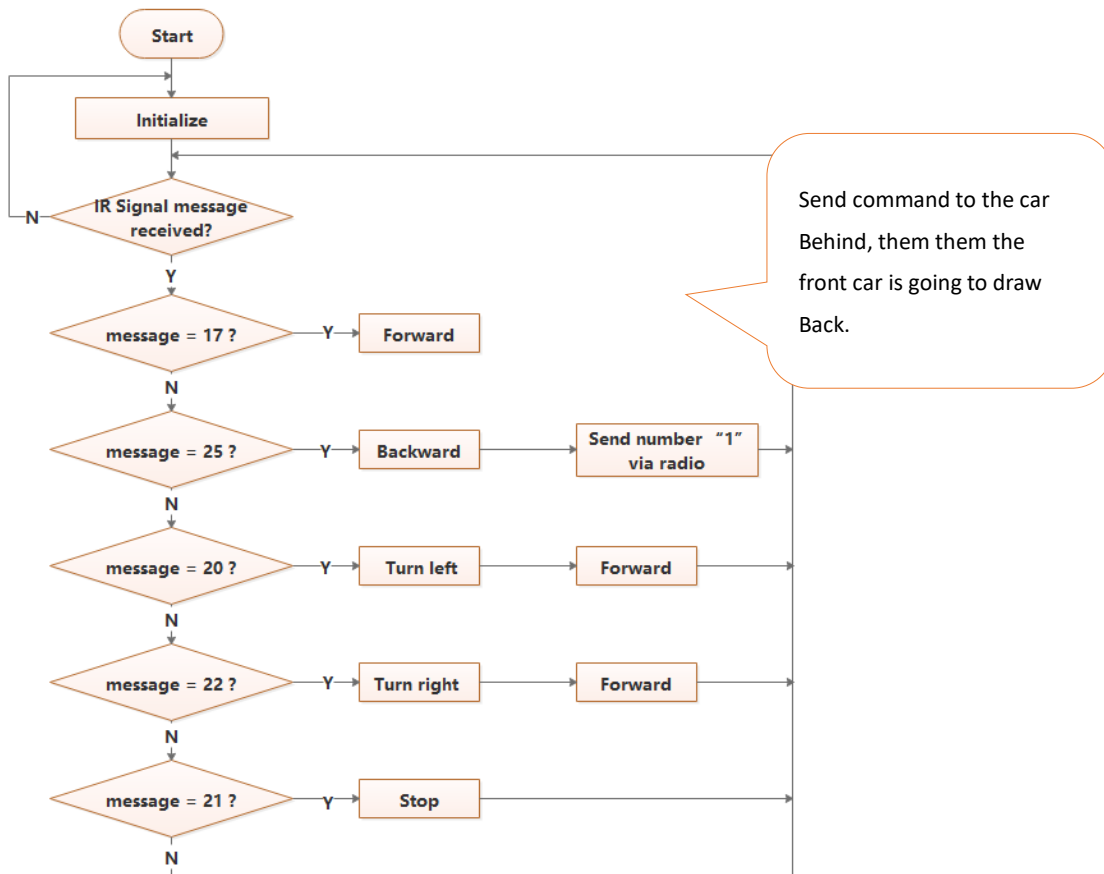 Start
Initialize
IR Signal message
received?
N
Y
Send command to the car
Behind, them them the
front car is going to draw
Back.
message = 17 ?
Y
Forward
N
message = 25 ?
Y
Backward
Send number “1”
via radio
N
message = 20 ?
Y
Turn left
Forward
N
message = 22 ?
Y
Turn right
Forward
N
message = 21 ?
Y
Stop
N